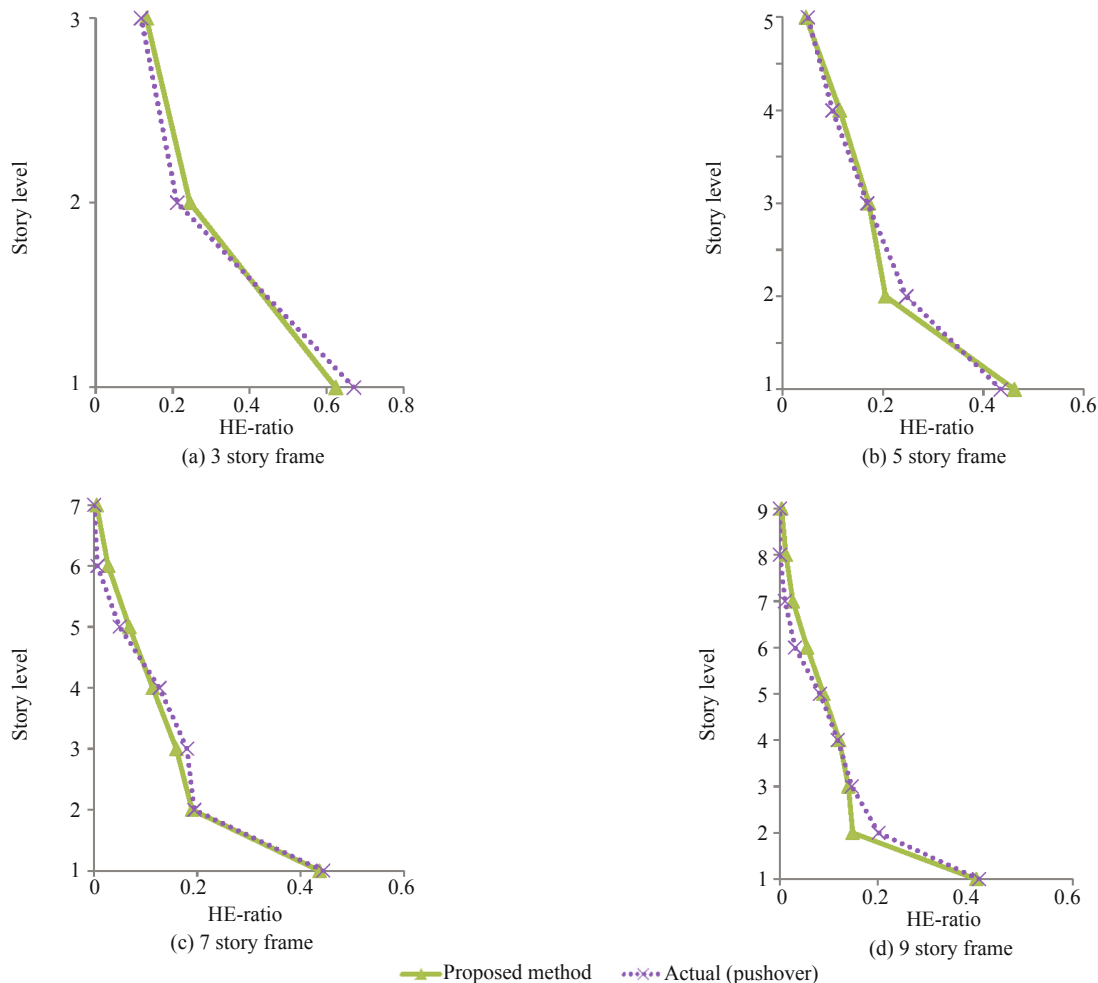 3
2
1
Story level
0
0.2
0.4
0.6
0.8
HE-ratio
(a) 3 story frame
5
4
3
2
1
Story level
0
0.2
0.4
0.6
HE-ratio
(b) 5 story frame
7
6
5
4
3
2
1
Story level
0
0.2
0.4
0.6
HE-ratio
(c) 7 story frame
9
8
7
6
5
4
3
2
1
Story level
0
0.2
0.4
0.6
HE-ratio
(d) 9 story frame
Proposed method
Actual (pushover)